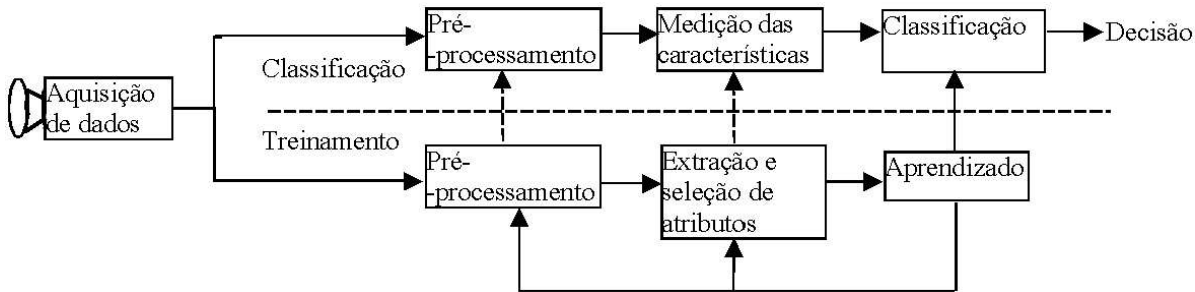 Pré-
-processamento
Medição das
características
Classificação
Decisão
Classificação
Aquisição
de dados
Treinamento
Pré-
-processamento
Extração e
seleção de
atributos
Aprendizado